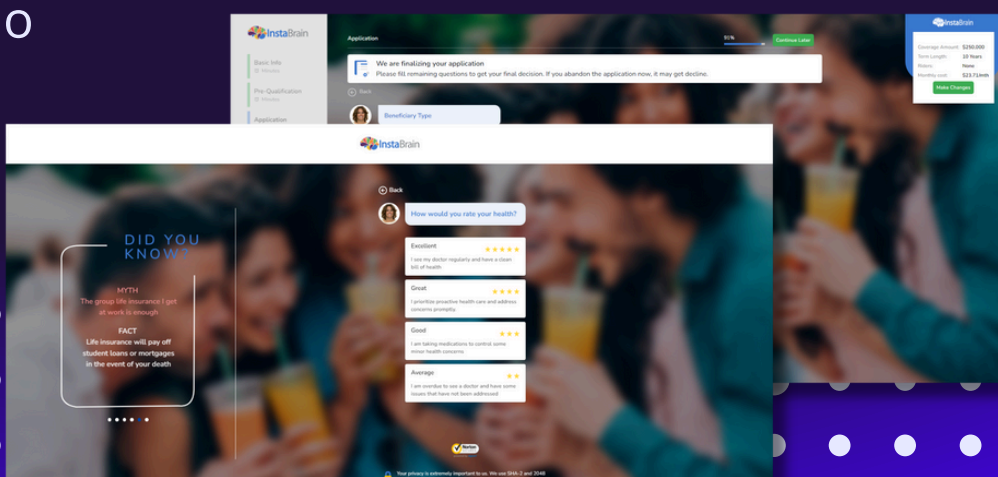 O
InstaBrain
Basic Info
Pre-Qualification
Application
Application
91%
Continue Later
We are finalizing your application
Please fill remaining questions to get your final decision. If you abandon the application now, it may get decline.
Back
Beneficiary Type
InstaBrain
Coverage Amount $250,000
Term Length 10 Years
Riders None
Monthly cost $23.71/mth
Make Changes
InstaBrain
Back
How would you rate your health?
Excellent
I see my doctor regularly and have a clean
bill of health
Great
I prioritize proactive health care and address
concerns promptly.
Good
I am taking medications to control some
minor health concerns
Average
I am overdue to see a doctor and have some
issues that have not been addressed
DID YOU
KNOW?
MYTH
The group life insurance I get
at work is enough
FACT
Life insurance will pay off
student loans or mortgages
in the event of your death
Norton
Your privacy is extremely important to us. We use SHA-2 and 2048